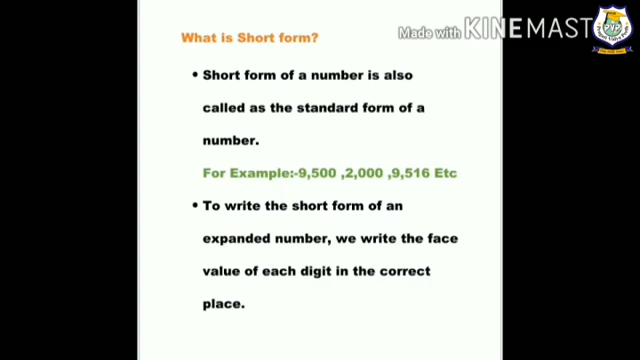 What is Short form?
Made with KINEMAST
PVP
• Short form of a number is also
called as the standard form of a
number.
For Example:-9,500 ,2,000 ,9,516 Etc
• To write the short form of an
expanded number, we write the face
value of each digit in the correct
place.